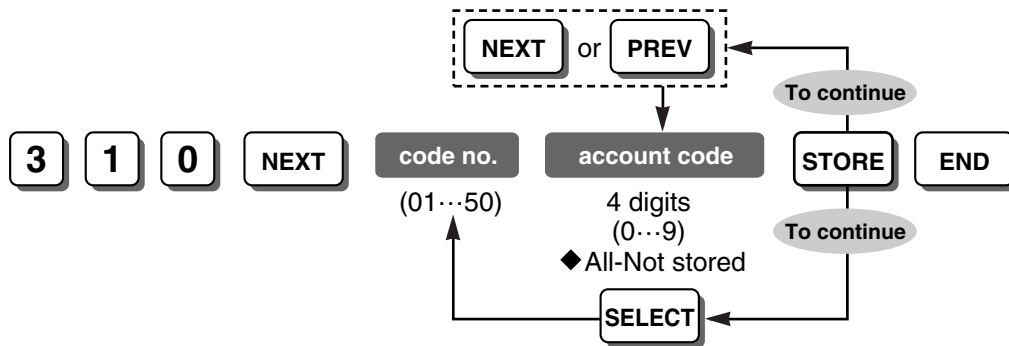 NEXT or PREV
To continue
3 1 0 NEXT code no. account code STORE END
(01···50) 4 digits
(0···9)
To continue
◆ All-Not stored
SELECT